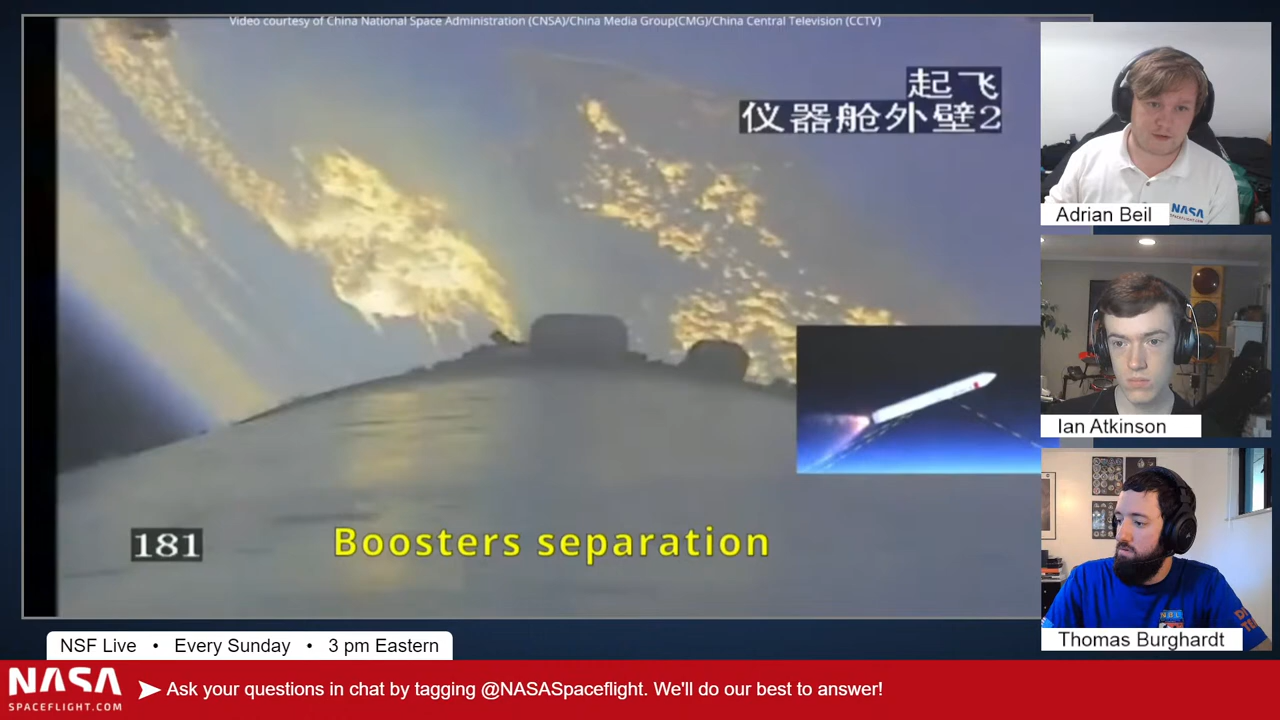 Video courtesy of China National Space Administration (CNSA)/China Media Group(CMG)/China Central Television (CCTV)
起飞
仪器舱外壁2
NASA
SPACEFLIGHT.COM
Adrian Beil
Ian Atkinson
181
Boosters separation
Thomas Burghardt
NSF Live • Every Sunday • 3 pm Eastern
NASA
SPACEFLIGHT.COM
Ask your questions in chat by tagging @NASASpaceflight. We'll do our best to answer!